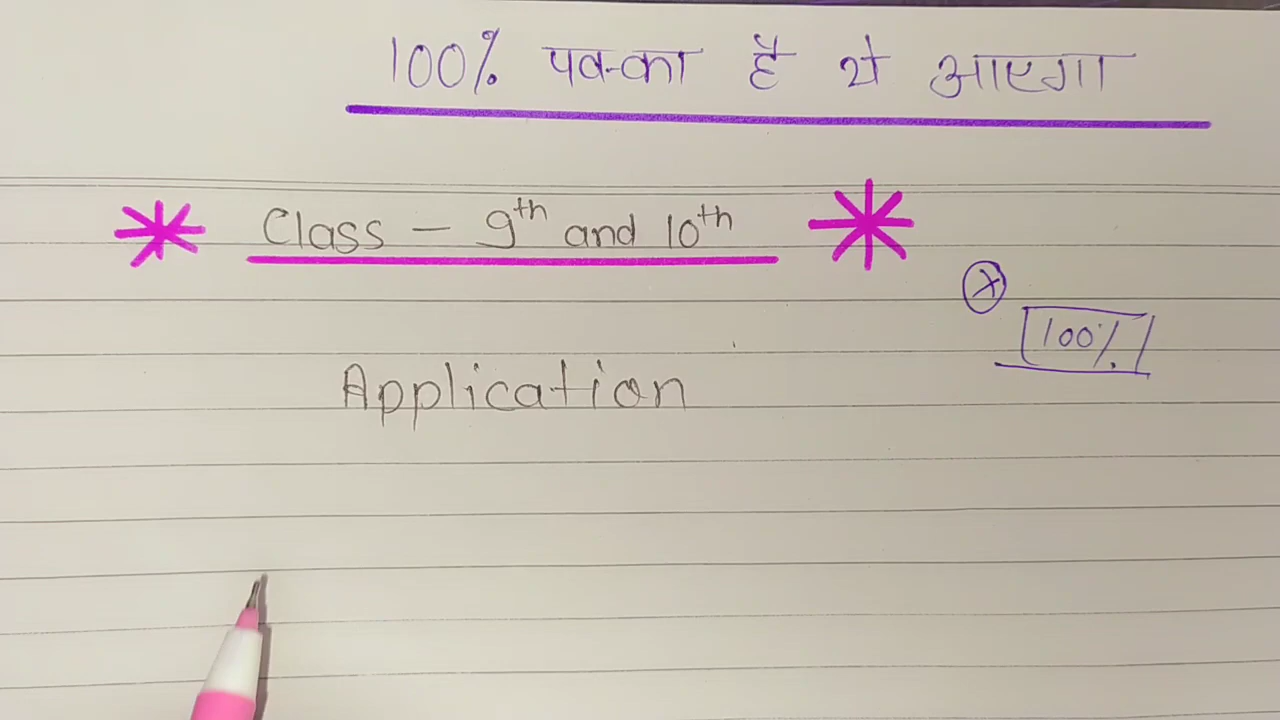 100% पक्का है ये आएगा
Class - 9th and 10th
100%
Application